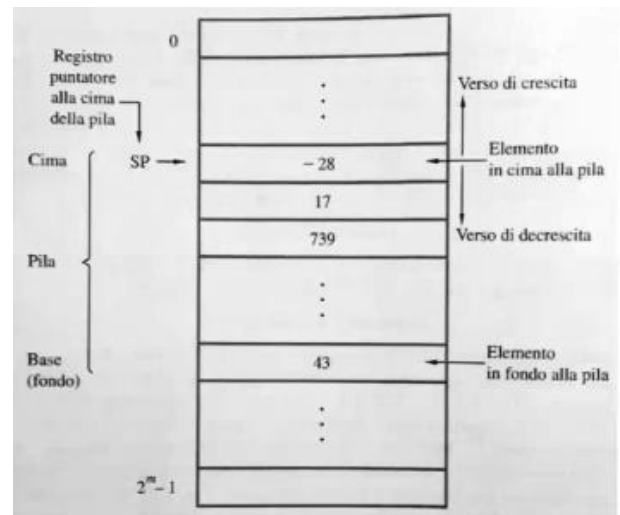 0
Registro
puntatore
alla cima
della pila
Verso di crescita
Cima
SP
– 28
Elemento
in cima alla pila
17
739
Verso di decrescita
Pila
Base
(fondo)
43
Elemento
in fondo alla pila
2^m – 1